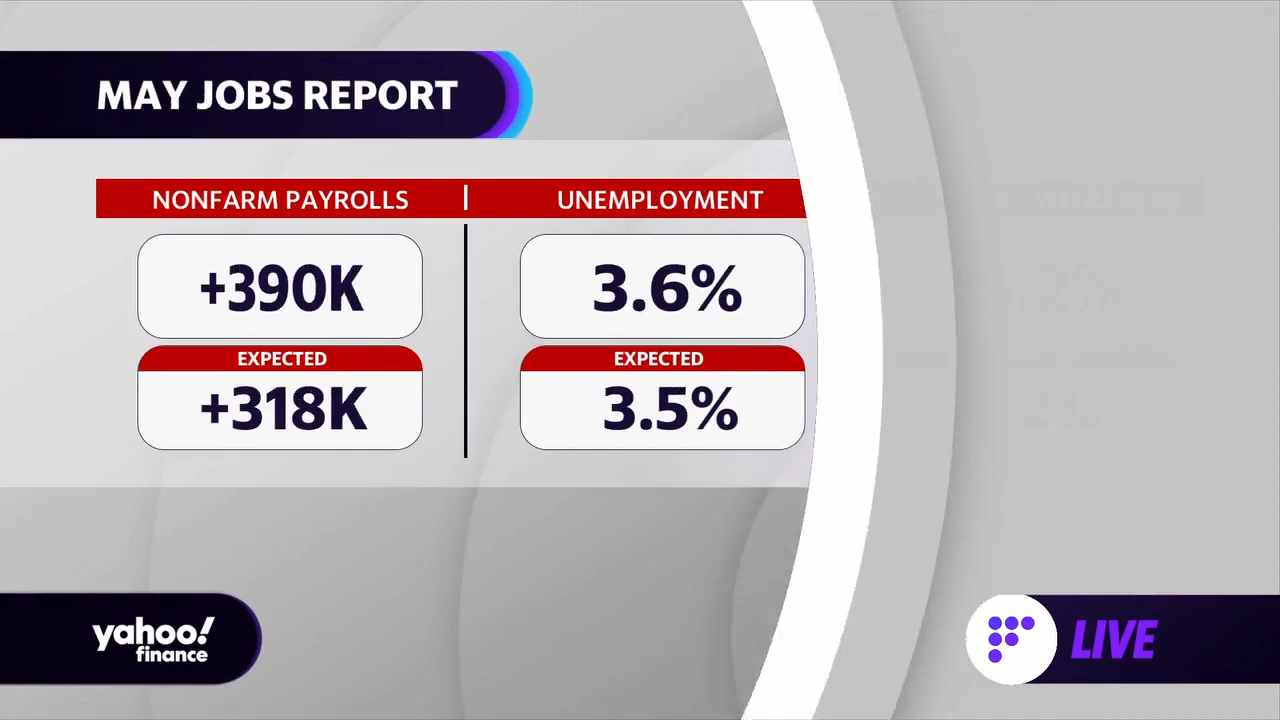 MAY JOBS REPORT
NONFARM PAYROLLS | UNEMPLOYMENT
+390K 3.6%
EXPECTED EXPECTED
+318K 3.5%
yahoo!
finance
LIVE